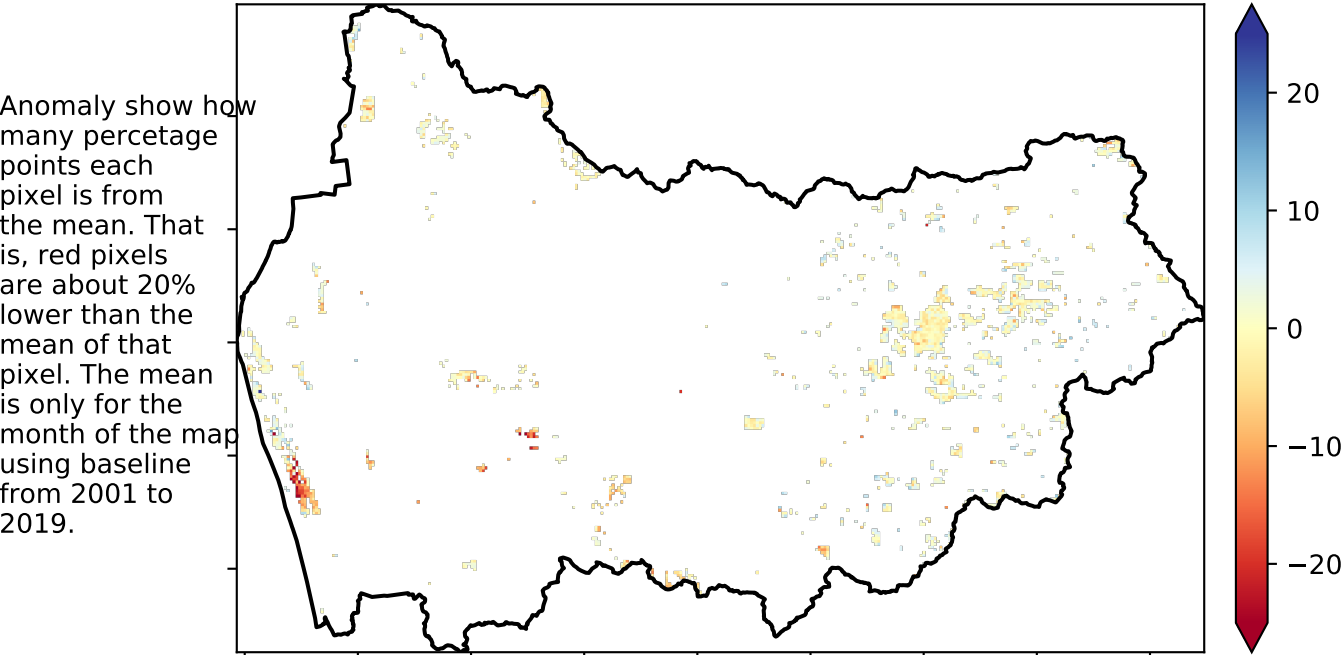 Anomaly show how
many percetage
points each
pixel is from
the mean. That
is, red pixels
are about 20%
lower than the
mean of that
pixel. The mean
is only for the
month of the map
using baseline
from 2001 to
2019.
20
10
0
−10
−20